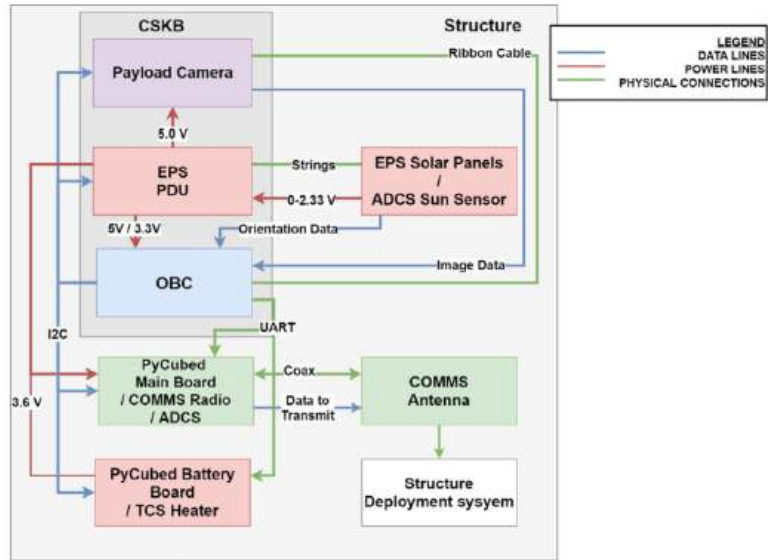 CSKB
Structure
LEGEND
DATA LINES
POWER LINES
PHYSICAL CONNECTIONS
Ribbon Cable
Payload Camera
5.0 V
EPS
PDU
Strings
EPS Solar Panels
/
ADCS Sun Sensor
0-2.33 V
5V / 3.3V
Orientation Data
OBC
Image Data
I2C
UART
PyCubed
Main Board
/ COMMS Radio
/ ADCS
Coax
COMMS
Antenna
3.6 V
Data to
Transmit
PyCubed Battery
Board
/ TCS Heater
Structure
Deployment sysyem